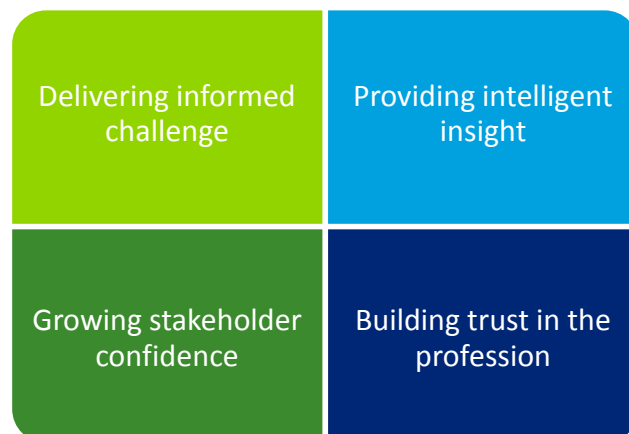 Delivering informed
challenge
Providing intelligent
insight
Growing stakeholder
confidence
Building trust in the
profession